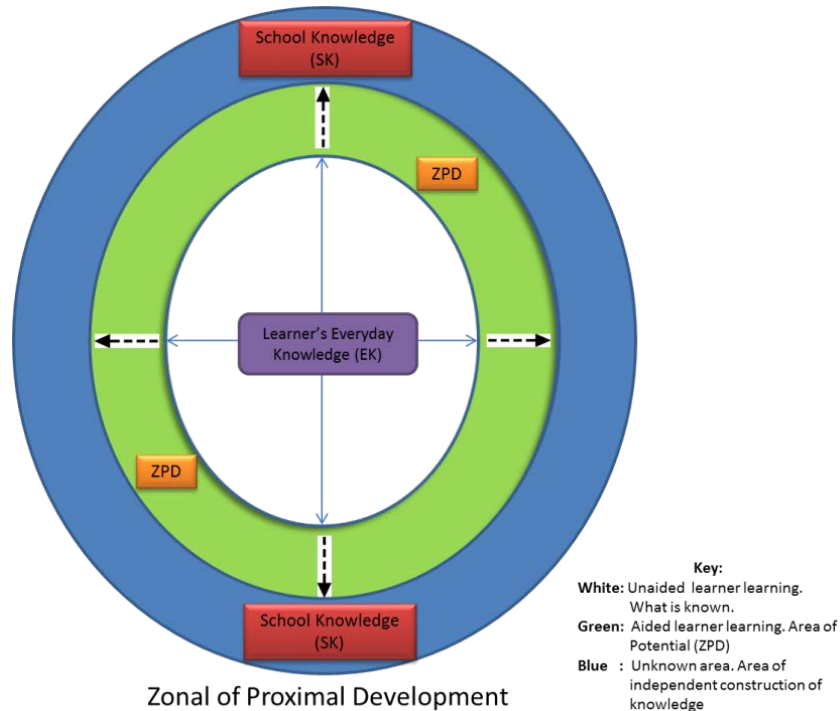 School Knowledge
(SK)
ZPD
Learner's Everyday
Knowledge (EK)
ZPD
School Knowledge
(SK)
Key:
White: Unaided learner learning.
What is known.
Green: Aided learner learning. Area of
Potential (ZPD)
Blue : Unknown area. Area of
independent construction of
knowledge
Zonal of Proximal Development